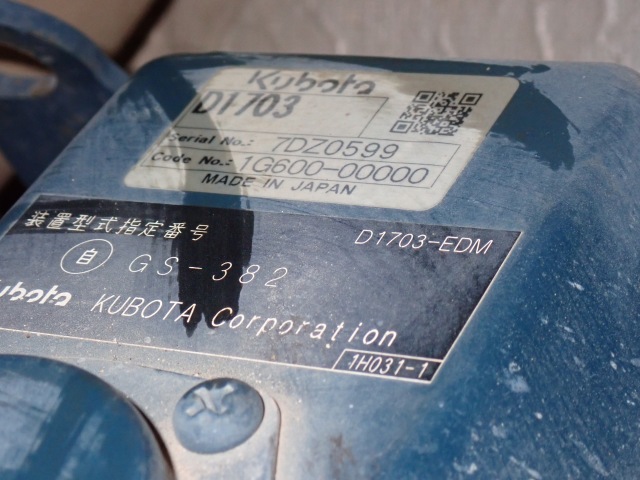 Kubota
D1703
Serial No.: 7DZ0599
Code No.: 1G600-00000
MADE IN JAPAN
装置型式指定番号 D1703-EDM
自 GS-382
Kubota KUBOTA Corporation
1H031-1